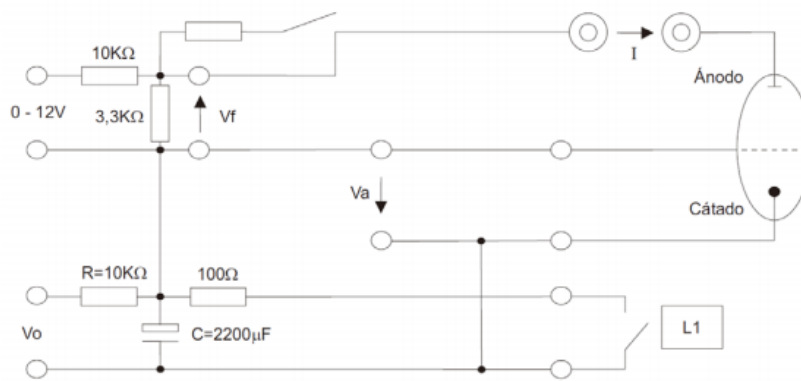 10KΩ
I
Ánodo
0 - 12V
3,3KΩ
Vf
Va
Cátado
R=10KΩ
100Ω
Vo
C=2200µF
L1